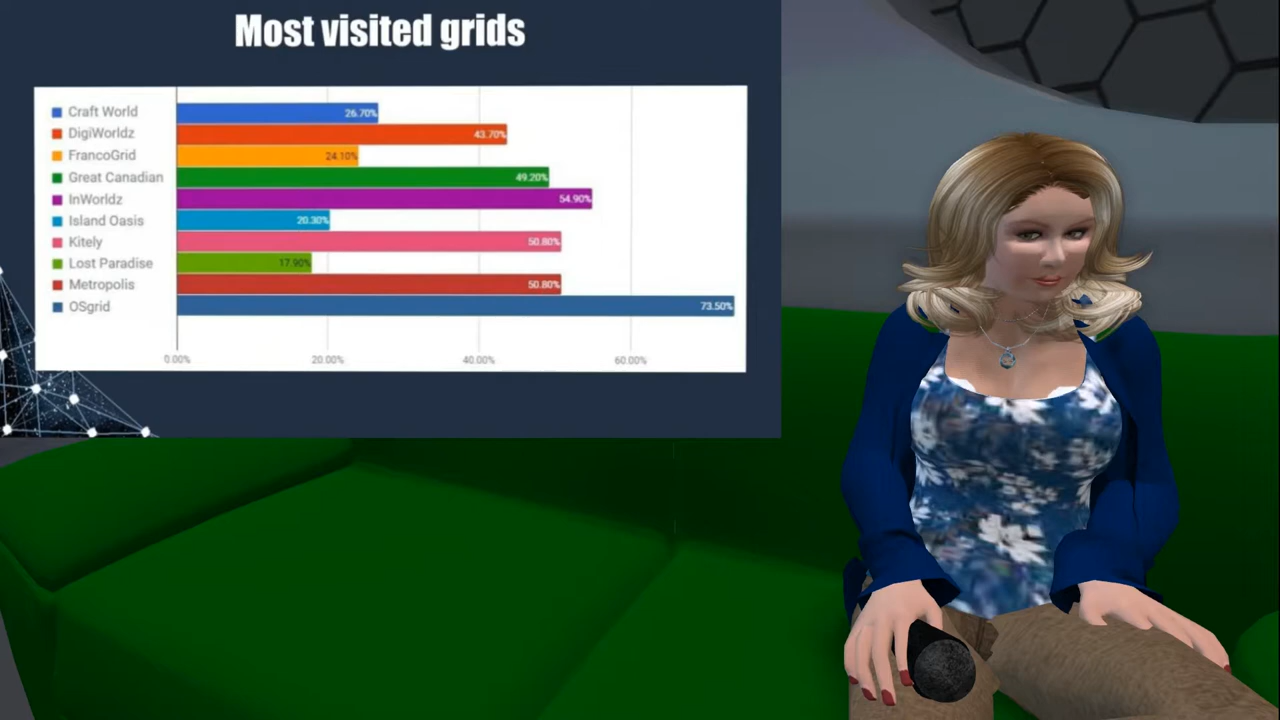 Most visited grids
Craft World 26.70%
DigiWorldz 43.70%
FrancoGrid 24.10%
Great Canadian 49.20%
InWorldz 54.90%
Island Oasis 20.30%
Kitely 50.80%
Lost Paradise 17.90%
Metropolis 50.80%
OSgrid 73.50%
0.00% 20.00% 40.00% 60.00%